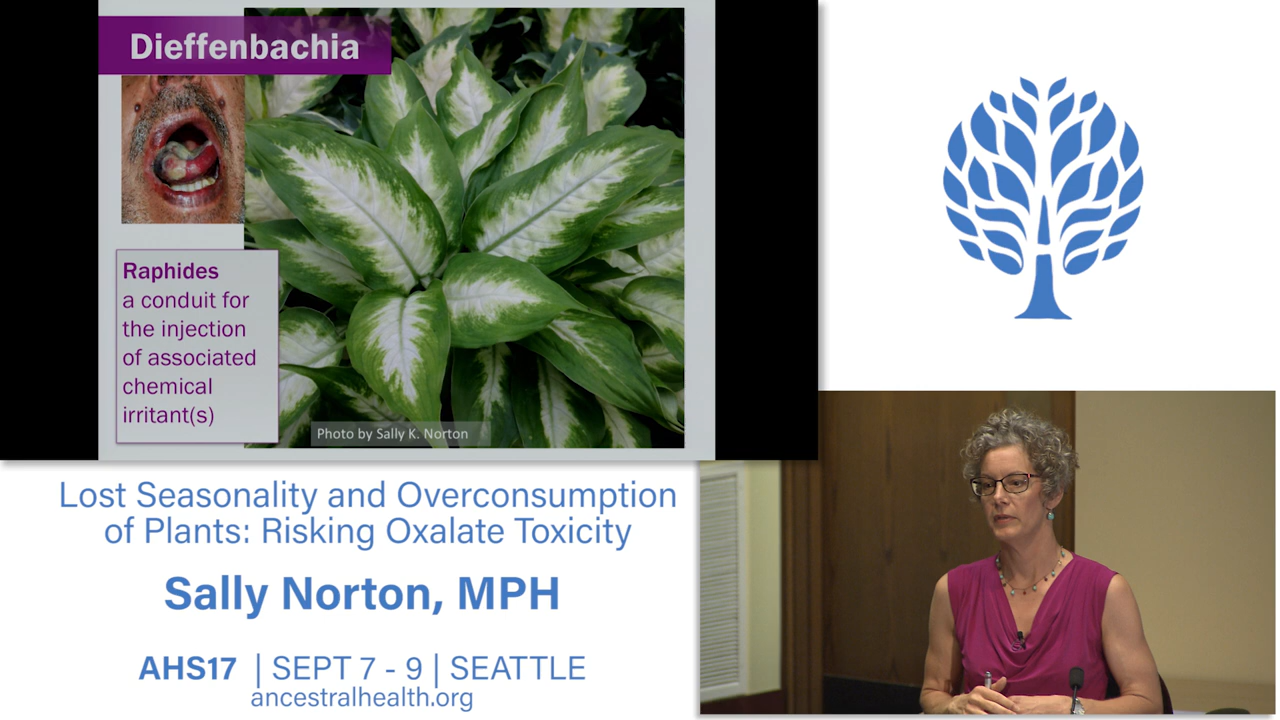 Dieffenbachia
Raphides
a conduit for
the injection
of associated
chemical
irritant(s)
Photo by Sally K. Norton
Lost Seasonality and Overconsumption
of Plants: Risking Oxalate Toxicity
Sally Norton, MPH
AHS17 | SEPT 7 - 9 | SEATTLE
ancestralhealth.org